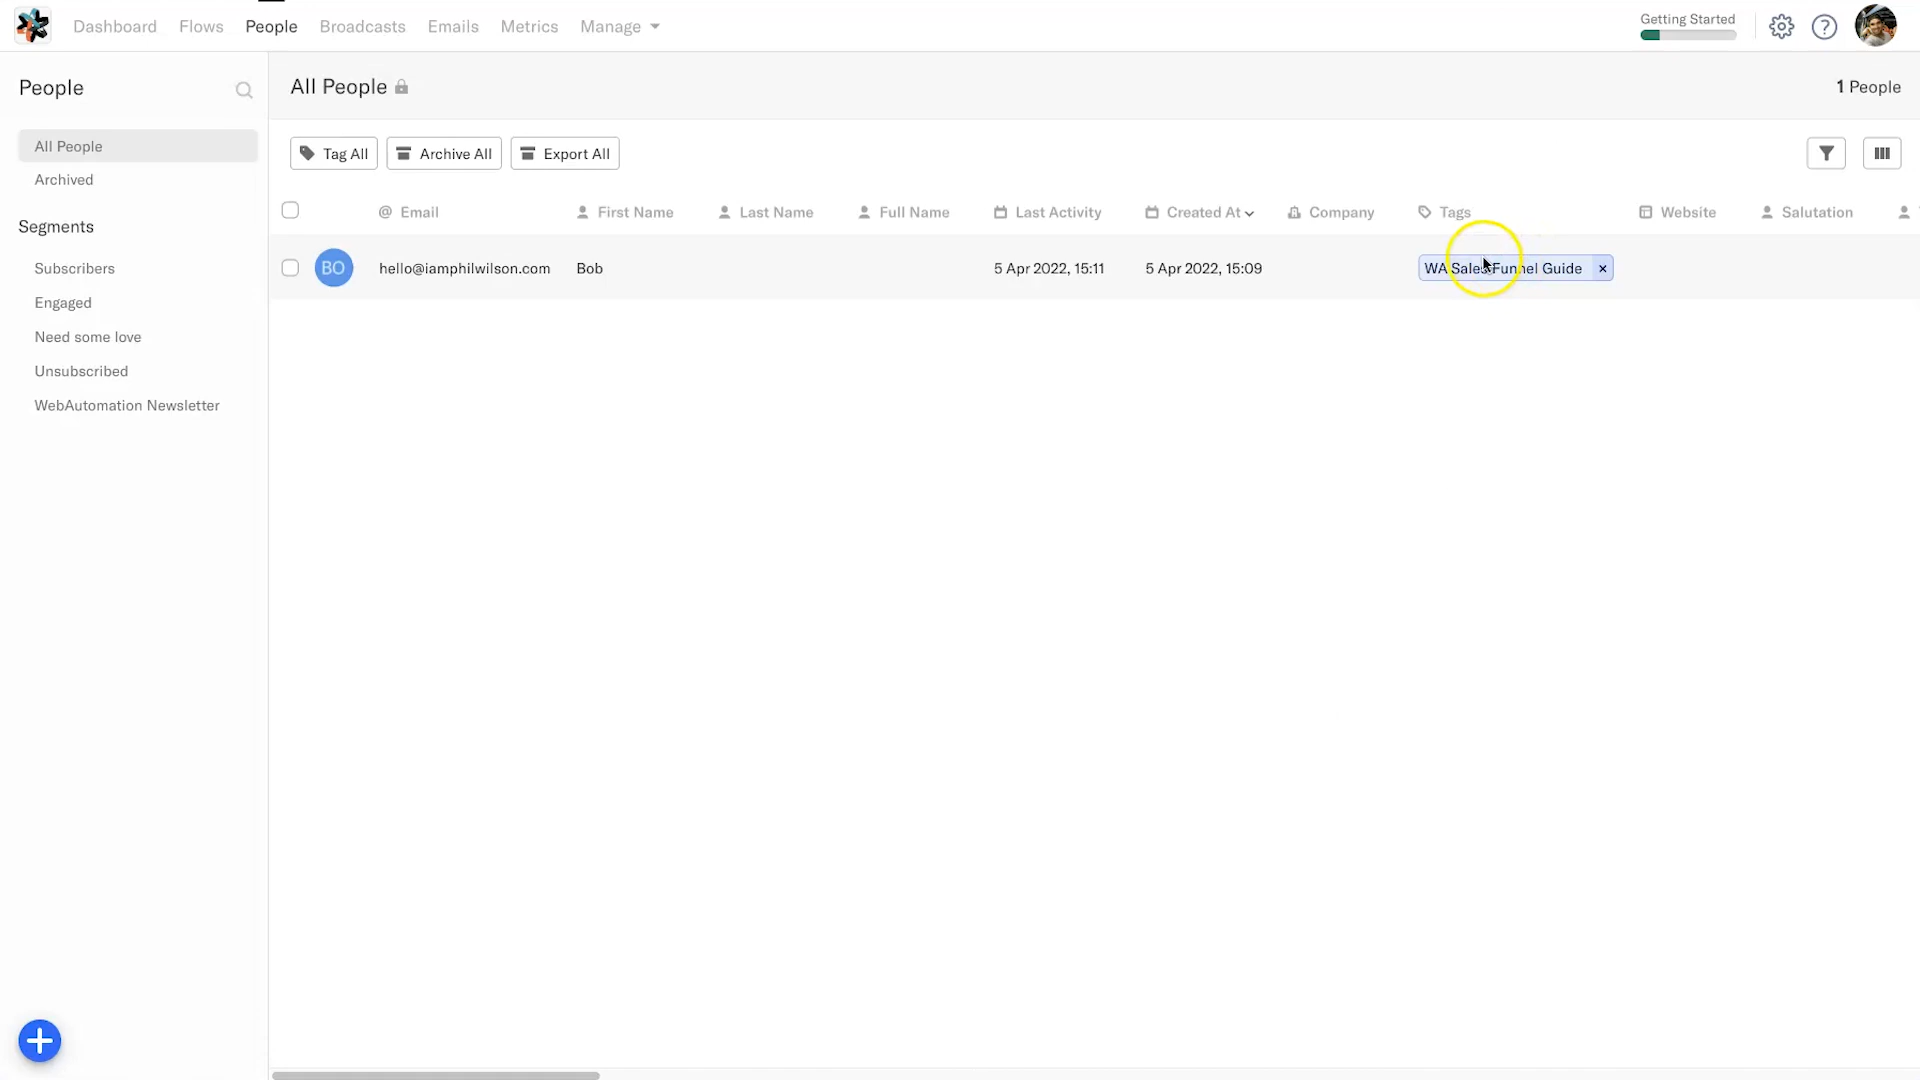 Dashboard Flows People Broadcasts Emails Metrics Manage Getting Started
People
All People
1 People
All People
Archived
Segments
Subscribers
Engaged
Need some love
Unsubscribed
WebAutomation Newsletter
Tag All Archive All Export All
Email First Name Last Name Full Name Last Activity Created At Company Tags Website Salutation
BO hello@iamphilwilson.com Bob 5 Apr 2022, 15:11 5 Apr 2022, 15:09 WA Sales Funnel Guide ×